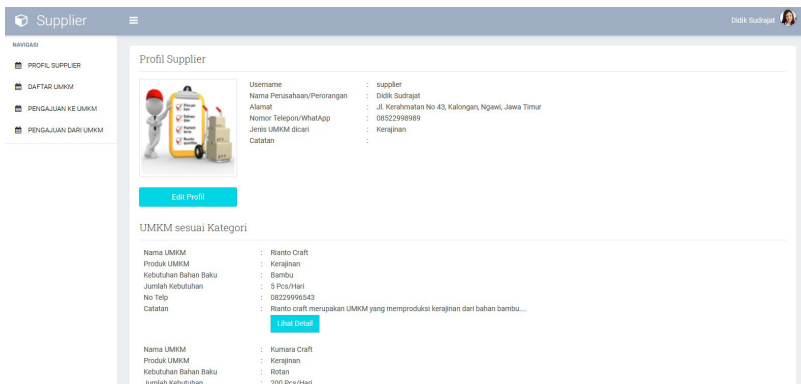 Supplier
Didik Sudrajat
NAVIGASI
PROFIL SUPPLIER
DAFTAR UMKM
PENGAJUAN KE UMKM
PENGAJUAN DARI UMKM
Profil Supplier
Username : supplier
Nama Perusahaan/Perorangan : Didik Sudrajat
Alamat : Jl. Kerahmatan No 43, Kalongan, Ngawi, Jawa Timur
Nomor Telepon/WhatApp : 08522998989
Jenis UMKM dicari : Kerajinan
Catatan :
Edit Profil
UMKM sesuai Kategori
Nama UMKM : Rianto Craft
Produk UMKM : Kerajinan
Kebutuhan Bahan Baku : Bambu
Jumlah Kebutuhan : 5 Pcs/Hari
No Telp : 08229996543
Catatan : Rianto craft merupakan UMKM yang memproduksi kerajinan dari bahan bambu....
Lihat Detail
Nama UMKM : Kumara Craft
Produk UMKM : Kerajinan
Kebutuhan Bahan Baku : Rotan
Jumlah Kebutuhan : 200 Pcs/Hari